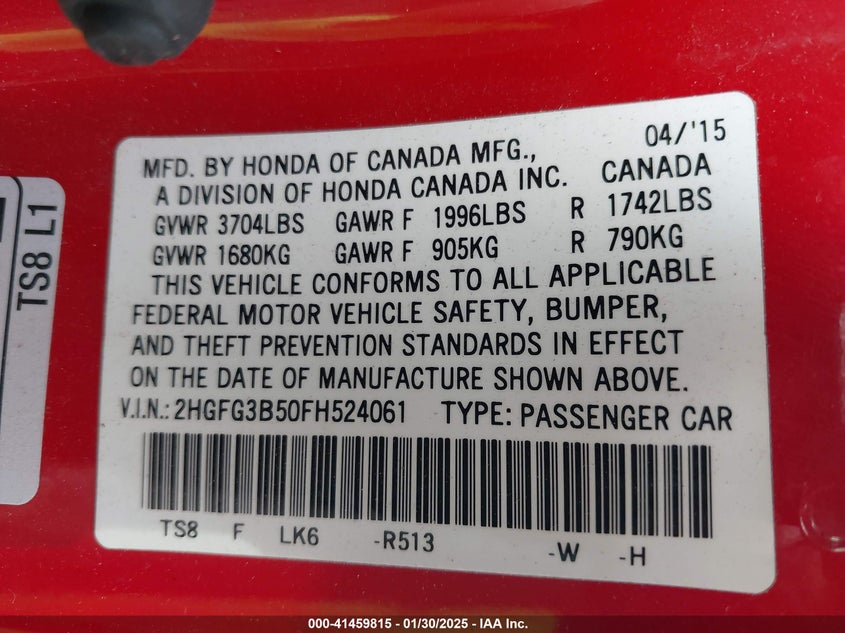 04/'15
MFD. BY HONDA OF CANADA MFG.,
A DIVISION OF HONDA CANADA INC. CANADA
GVWR 3704LBS GAWR F 1996LBS R 1742LBS
GVWR 1680KG GAWR F 905KG R 790KG
THIS VEHICLE CONFORMS TO ALL APPLICABLE
FEDERAL MOTOR VEHICLE SAFETY, BUMPER,
AND THEFT PREVENTION STANDARDS IN EFFECT
ON THE DATE OF MANUFACTURE SHOWN ABOVE.
V.I.N.: 2HGFG3B50FH524061 TYPE: PASSENGER CAR
TS8 F LK6 -R513 -W -H
TS8 L1
000-41459815 - 01/30/2025 - IAA Inc.